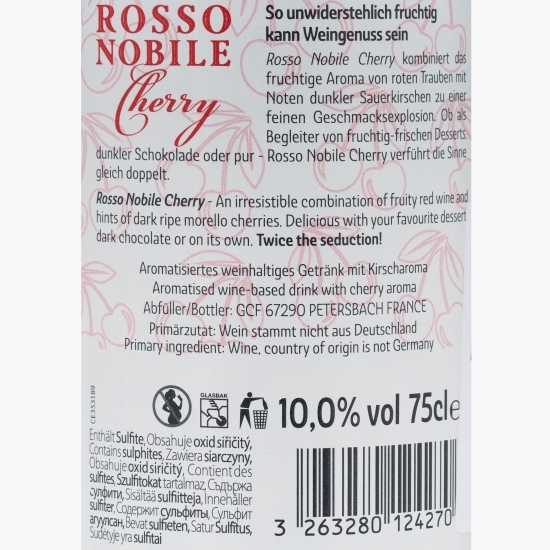 ROSSO
NOBILE
Cherry
So unwiderstehlich fruchtig
kann Weingenuss sein
Rosso Nobile Cherry kombiniert das
fruchtige Aroma von roten Trauben mit
Noten dunkler Sauerkirschen zu einer
feinen Geschmacksexplosion. Ob als
Begleiter von fruchtig-frischen Desserts,
dunkler Schokolade oder pur - Rosso Nobile Cherry verführt die Sinne
gleich doppelt.
Rosso Nobile Cherry - An irresistible combination of fruity red wine and
hints of dark ripe morello cherries. Delicious with your favourite dessert
dark chocolate or on its own. Twice the seduction!
Aromatisiertes weinhaltiges Getränk mit Kirscharoma
Aromatised wine-based drink with cherry aroma
Abfüller/Bottler: GCF 67290 PETERSBACH FRANCE
Primärzutat: Wein stammt nicht aus Deutschland
Primary ingredient: Wine, country of origin is not Germany
CE353189
GLASBAK
10,0% vol 75cl e
Enthält Sulfite, Obsahuje oxid siřičitý,
Contains sulphites, Zawiera siarczyny,
Obsahuje oxid siričitý, Contient des
sulfites, Szulfitokat tartalmaz, Съдържа
сулфити, Sisältää sulfiitteja, Innehåller
sulfiter, Содержит сульфиты, Sulfiye
агуулсан, Bevat sulfieten, Satur Sulfītus,
Sudėtyje yra sulfitai
3 263280 124270